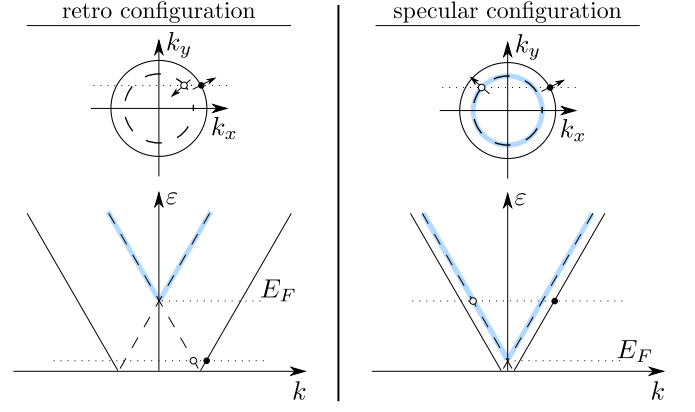 retro configuration
k_y
k_x
ε
E_F
k
specular configuration
k_y
k_x
ε
E_F
k